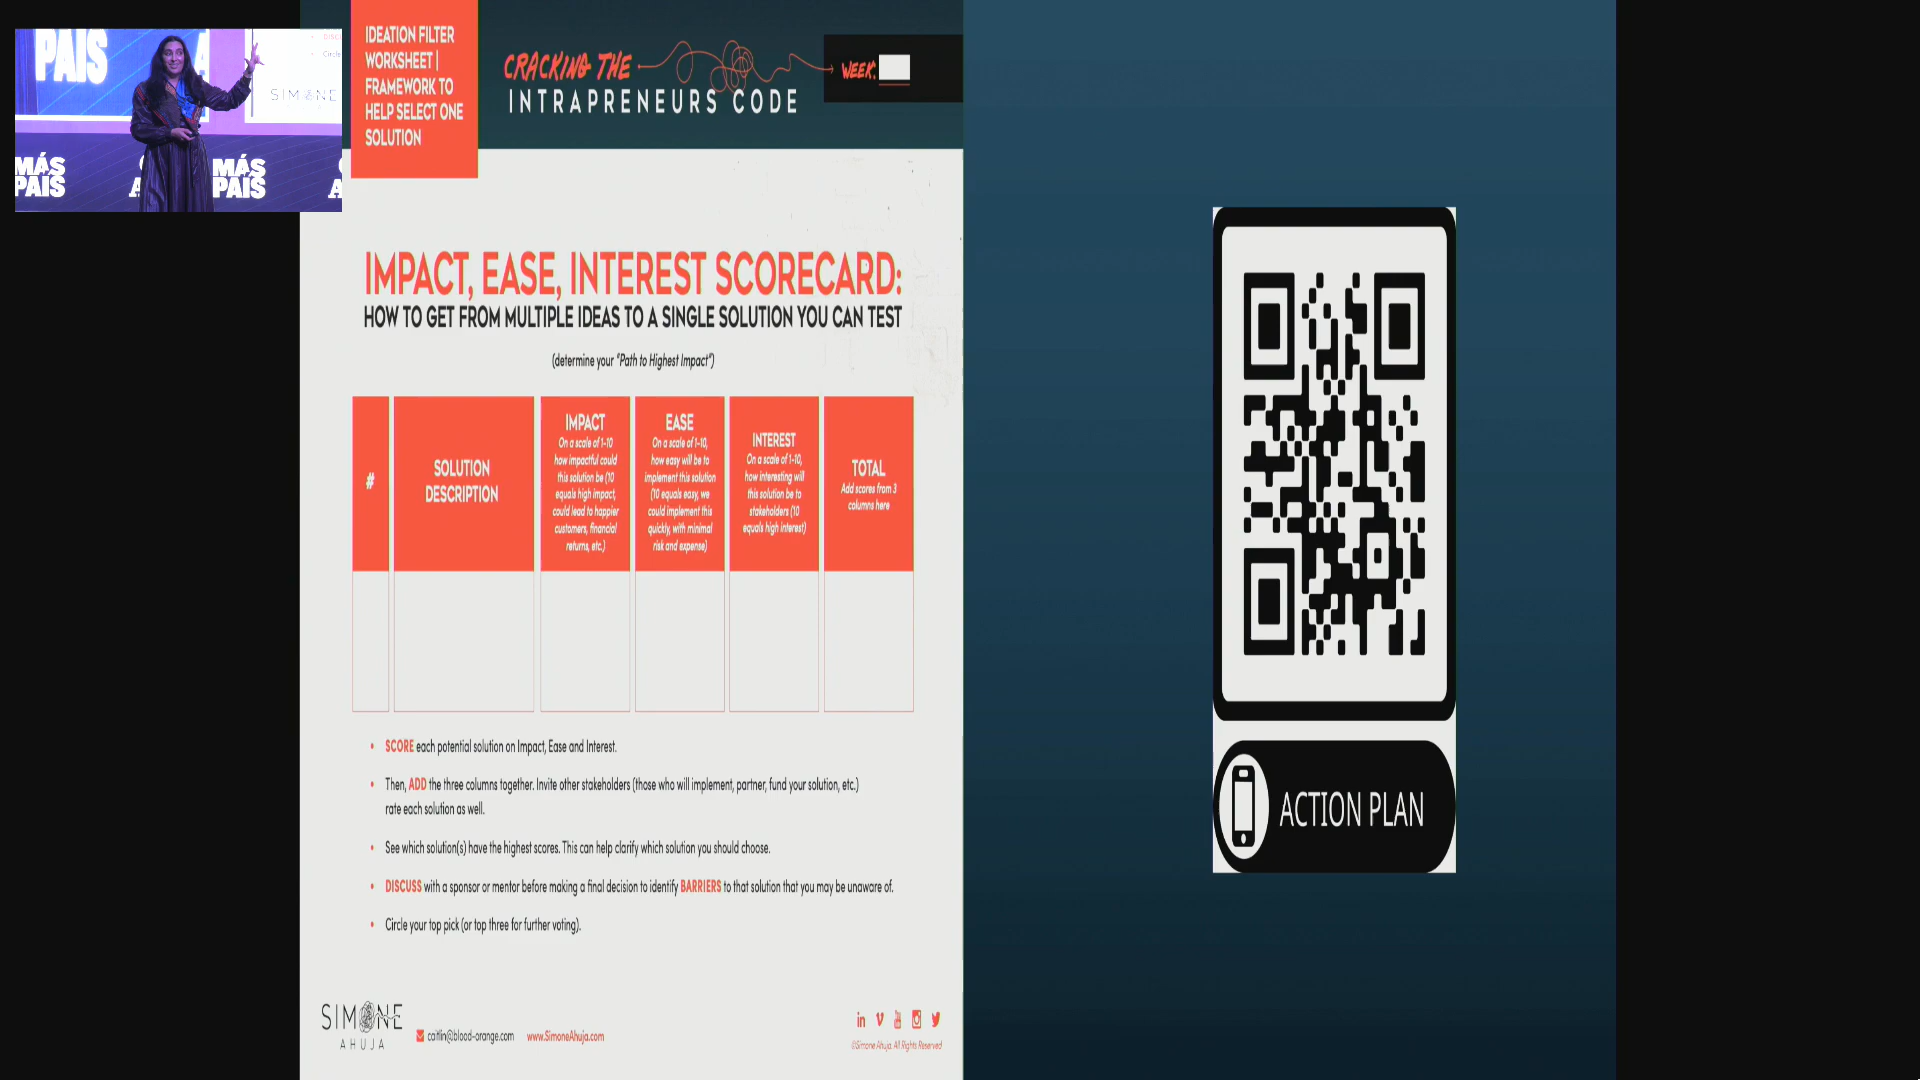 PAÍS
A
Circle
SIMONE
MÁS
PAÍS
A
MÁS
PAÍS
A
IDEATION FILTER
WORKSHEET |
FRAMEWORK TO
HELP SELECT ONE
SOLUTION
CRACKING THE
INTRAPRENEURS CODE
WEEK:
IMPACT, EASE, INTEREST SCORECARD:
HOW TO GET FROM MULTIPLE IDEAS TO A SINGLE SOLUTION YOU CAN TEST
(determine your "Path to Highest Impact")
#
SOLUTION
DESCRIPTION
IMPACT
On a scale of 1-10
how impactful could
this solution be (10
equals high impact,
could lead to happier
customers, financial
returns, etc.)
EASE
On a scale of 1-10,
how easy will be to
implement this solution
(10 equals easy, we
could implement this
quickly, with minimal
risk and expense)
INTEREST
On a scale of 1-10,
how interesting will
this solution be to
stakeholders (10
equals high interest)
TOTAL
Add scores from 3
columns here
• SCORE each potential solution on Impact, Ease and Interest.
• Then, ADD the three columns together. Invite other stakeholders (those who will implement, partner, fund your solution, etc.)
rate each solution as well.
• See which solution(s) have the highest scores. This can help clarify which solution you should choose.
• DISCUSS with a sponsor or mentor before making a final decision to identify BARRIERS to that solution that you may be unaware of.
• Circle your top pick (or top three for further voting).
SIMONE
AHUJA
caitlin@blood-orange.com www.SimoneAhuja.com
©Simone Ahuja. All Rights Reserved
ACTION PLAN